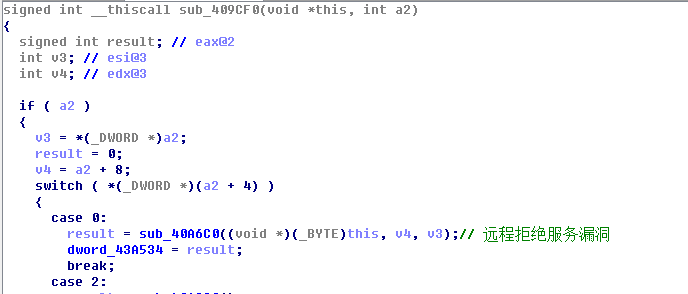 signed int __thiscall sub_409CF0(void *this, int a2)
{
signed int result; // eax@2
int v3; // esi@3
int v4; // edx@3
if ( a2 )
{
v3 = *(_DWORD *)a2;
result = 0;
v4 = a2 + 8;
switch ( *(_DWORD *)(a2 + 4) )
{
case 0:
result = sub_40A6C0((void *)(_BYTE)this, v4, v3);// 远程拒绝服务漏洞
dword_43A534 = result;
break;
case 2: